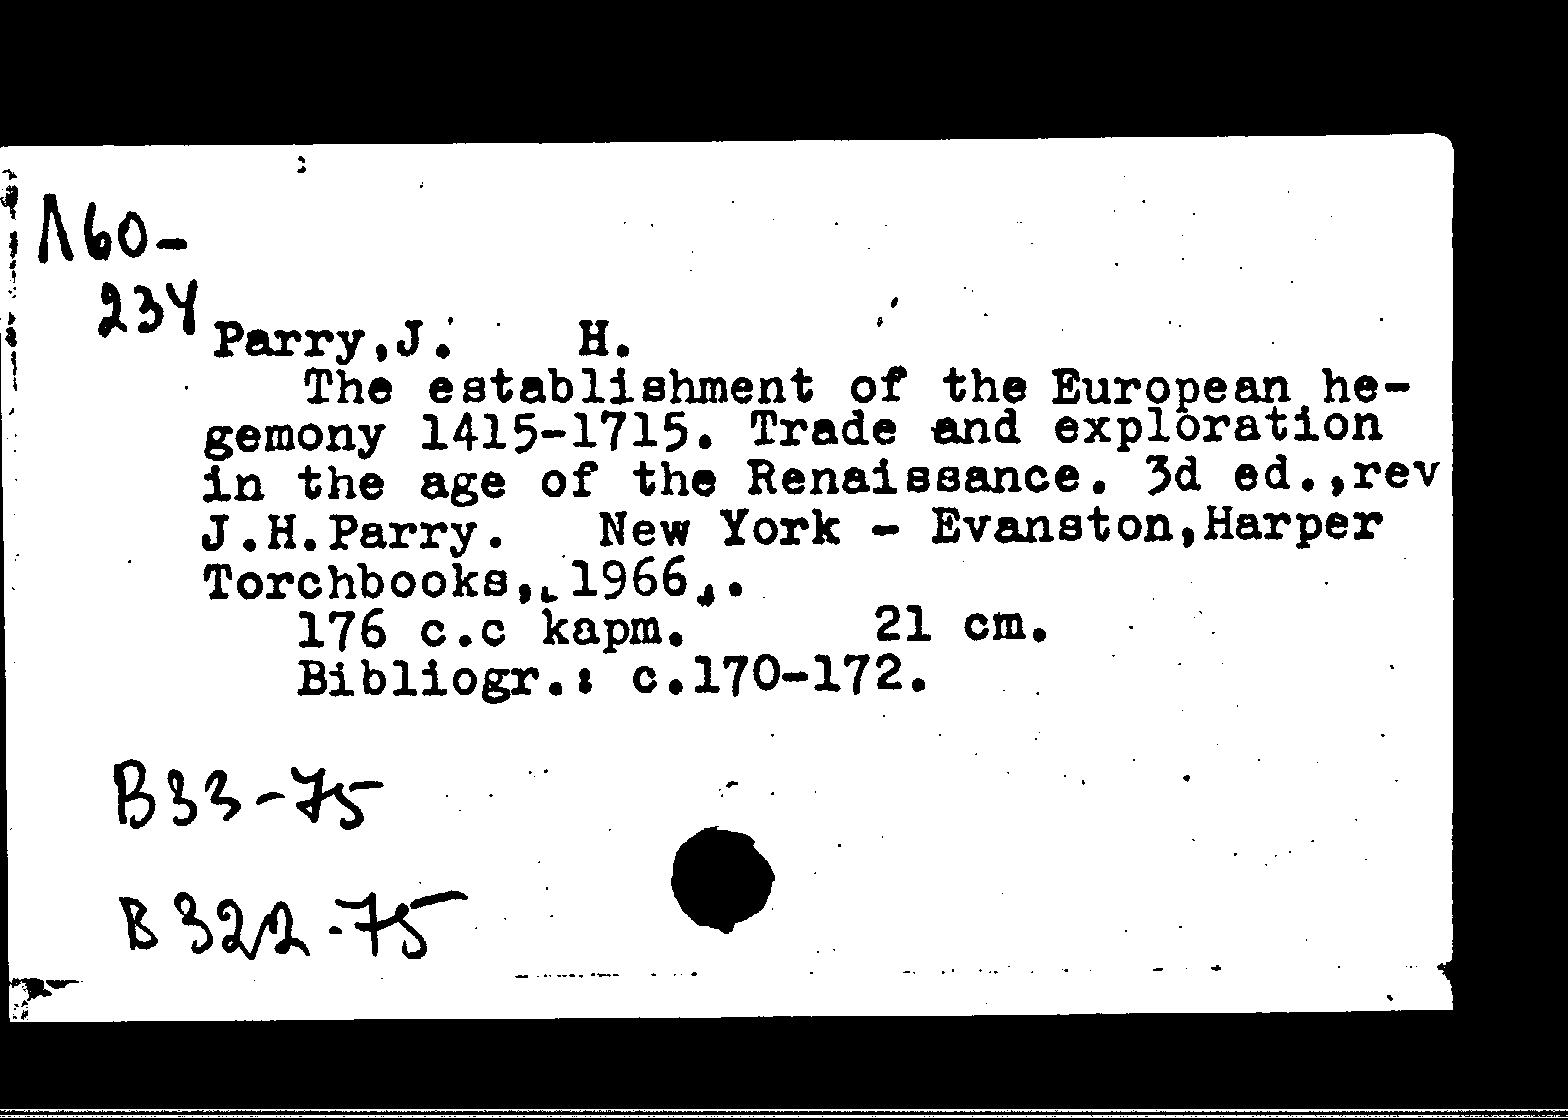 Л60-
234
Parry,J. H.
The establishment of the European he-
gemony 1415-1715. Trade and exploration
in the age of the Renaissance. 3d ed.,rev
J.H.Parry. New York - Evanston,Harper
Torchbooks, 1966 .
176 c.c карт. 21 cm.
Bibliogr.: c.170-172.
B33-75
B322-75